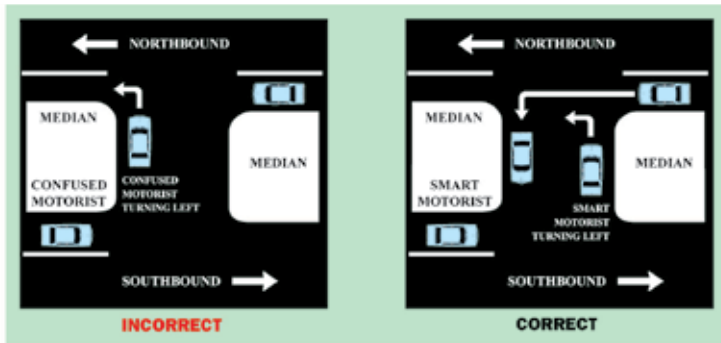 NORTHBOUND
MEDIAN
CONFUSED
MOTORIST
CONFUSED
MOTORIST
TURNING LEFT
MEDIAN
SOUTHBOUND
INCORRECT
NORTHBOUND
MEDIAN
SMART
MOTORIST
MEDIAN
SMART
MOTORIST
TURNING LEFT
SOUTHBOUND
CORRECT